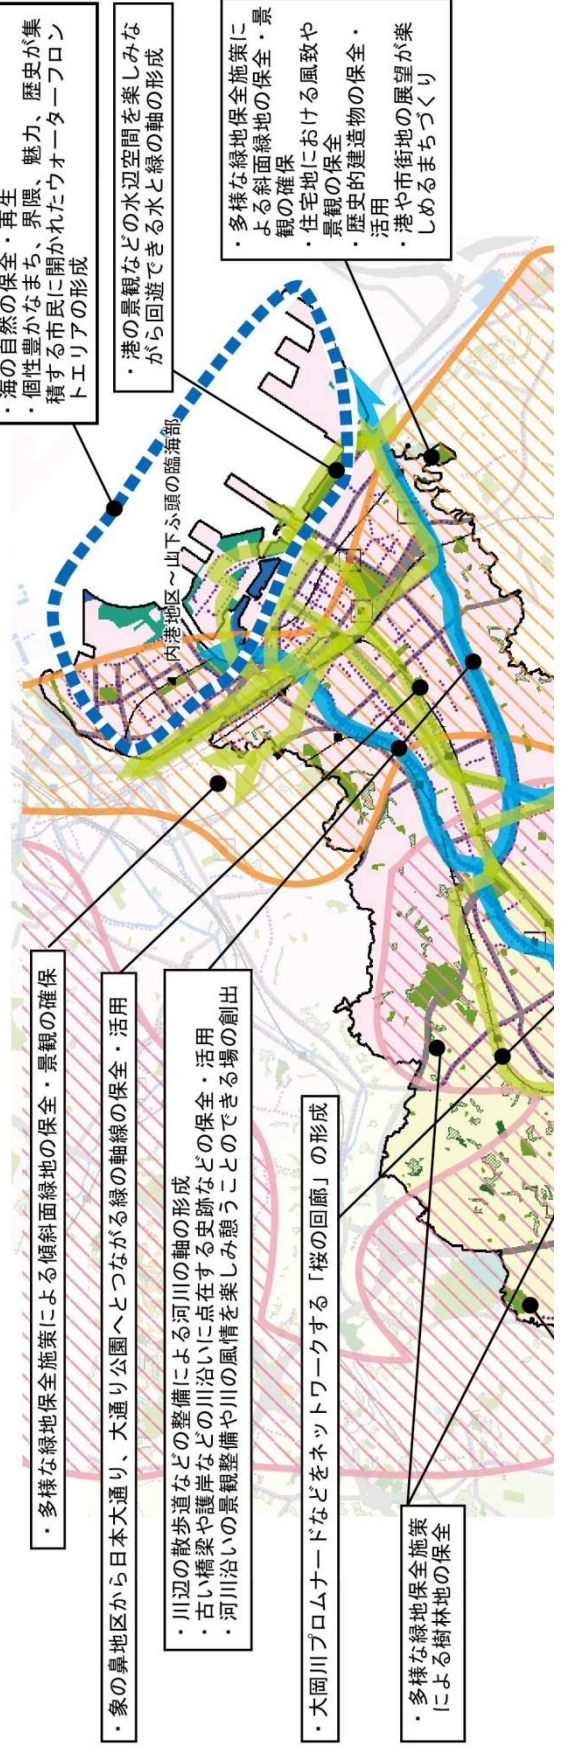 ・多様な緑地保全施策による傾斜面緑地の保全・景観の確保
・象の鼻地区から日本大通り、大通り公園へとつながる緑の軸線の保全・活用
・川辺の散歩道などの整備による河川の軸の形成
・古い橋梁や護岸などの川沿いに点在する史跡などの保全・活用
・河川沿いの景観整備や川の風情を楽しみ憩うことのできる場の創出
・大岡川プロムナードなどをネットワークする「桜の回廊」の形成
・多様な緑地保全施策
による樹林地の保全
内港地区～山下ふ頭の臨海部
・海の自然の保全・再生
・個性豊かなまち、界隈、魅力、歴史が集
積する市民に開かれたウォーターフロン
トエリアの形成
・港の景観などの水辺空間を楽しみな
がら回遊できる水と緑の軸の形成
・多様な緑地保全施策に
よる斜面緑地の保全・景
観の確保
・住宅地における風致や
景観の保全
・歴史的建造物の保全・
活用
・港や市街地の展望が楽
しめるまちづくり